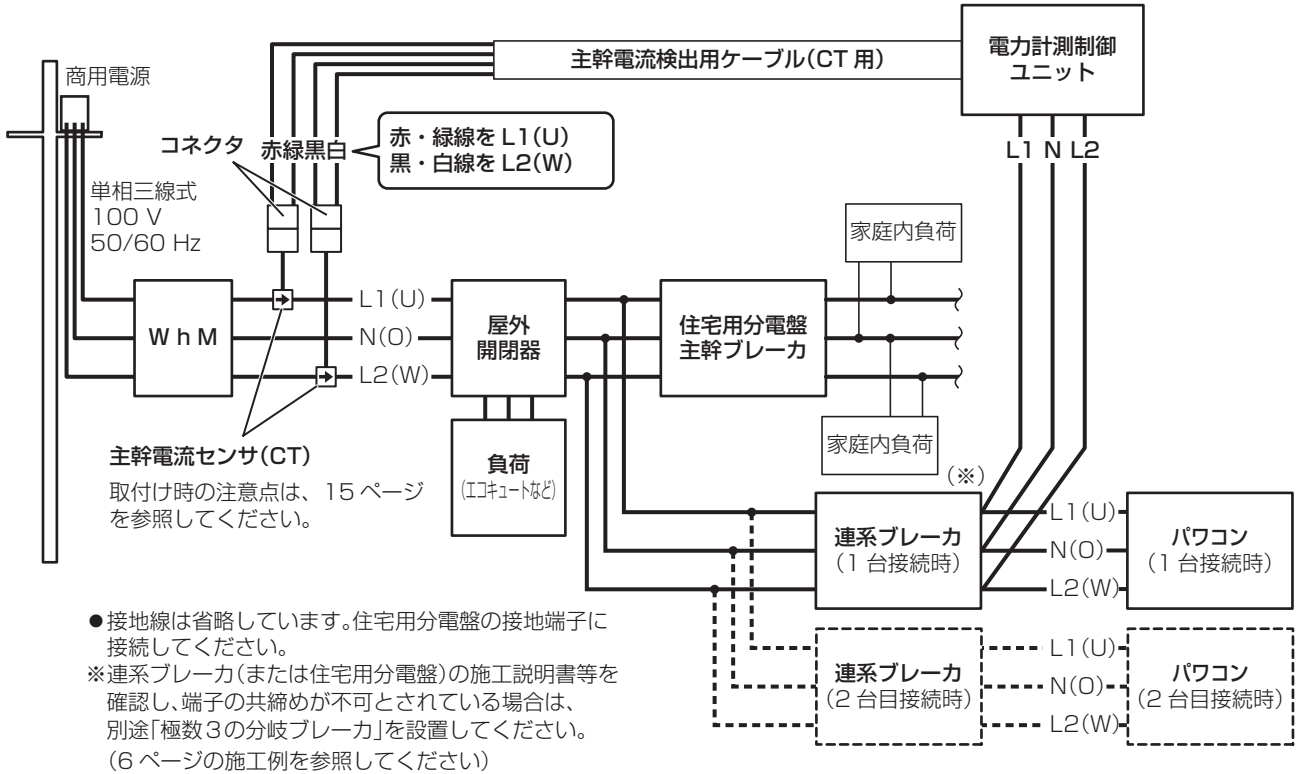 主幹電流検出用ケーブル(CT 用)
電力計測制御
ユニット
商用電源
コネクタ
赤緑黒白
赤・緑線を L1(U)
黒・白線を L2(W)
L1 N L2
単相三線式
100 V
50/60 Hz
家庭内負荷
W h M
L1(U)
N(O)
L2(W)
屋外
開閉器
住宅用分電盤
主幹ブレーカ
主幹電流センサ(CT)
取付け時の注意点は、15 ページ
を参照してください。
負荷
(エコキュートなど)
家庭内負荷
(※)
連系ブレーカ
(1 台接続時)
L1(U)
N(O)
L2(W)
パワコン
(1 台接続時)
連系ブレーカ
(2 台目接続時)
L1(U)
N(O)
L2(W)
パワコン
(2 台目接続時)
●接地線は省略しています。住宅用分電盤の接地端子に
接続してください。
※連系ブレーカ(または住宅用分電盤)の施工説明書等を
確認し、端子の共締めが不可とされている場合は、
別途「極数3の分岐ブレーカ」を設置してください。
(6 ページの施工例を参照してください)